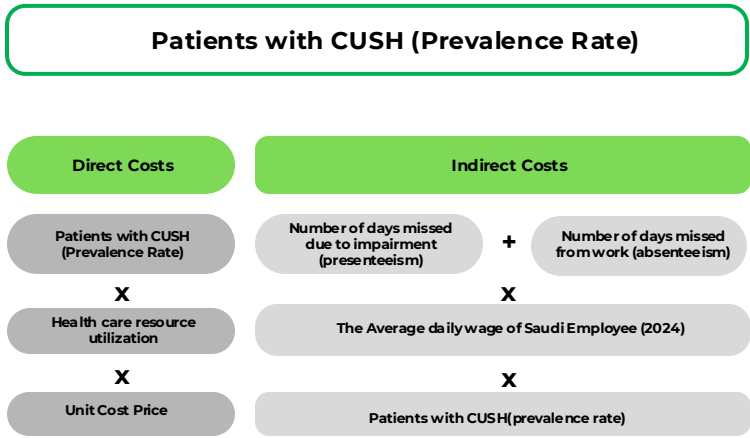 Patients with CUSH (Prevalence Rate)
Direct Costs
Indirect Costs
Patients with CUSH
(Prevalence Rate)
Number of days missed
due to impairment
(presenteeism)
+
Number of days missed
from work (absenteeism)
X
X
Health care resource
utilization
The Average daily wage of Saudi Employee (2024)
X
X
Unit Cost Price
Patients with CUSH(prevalence rate)